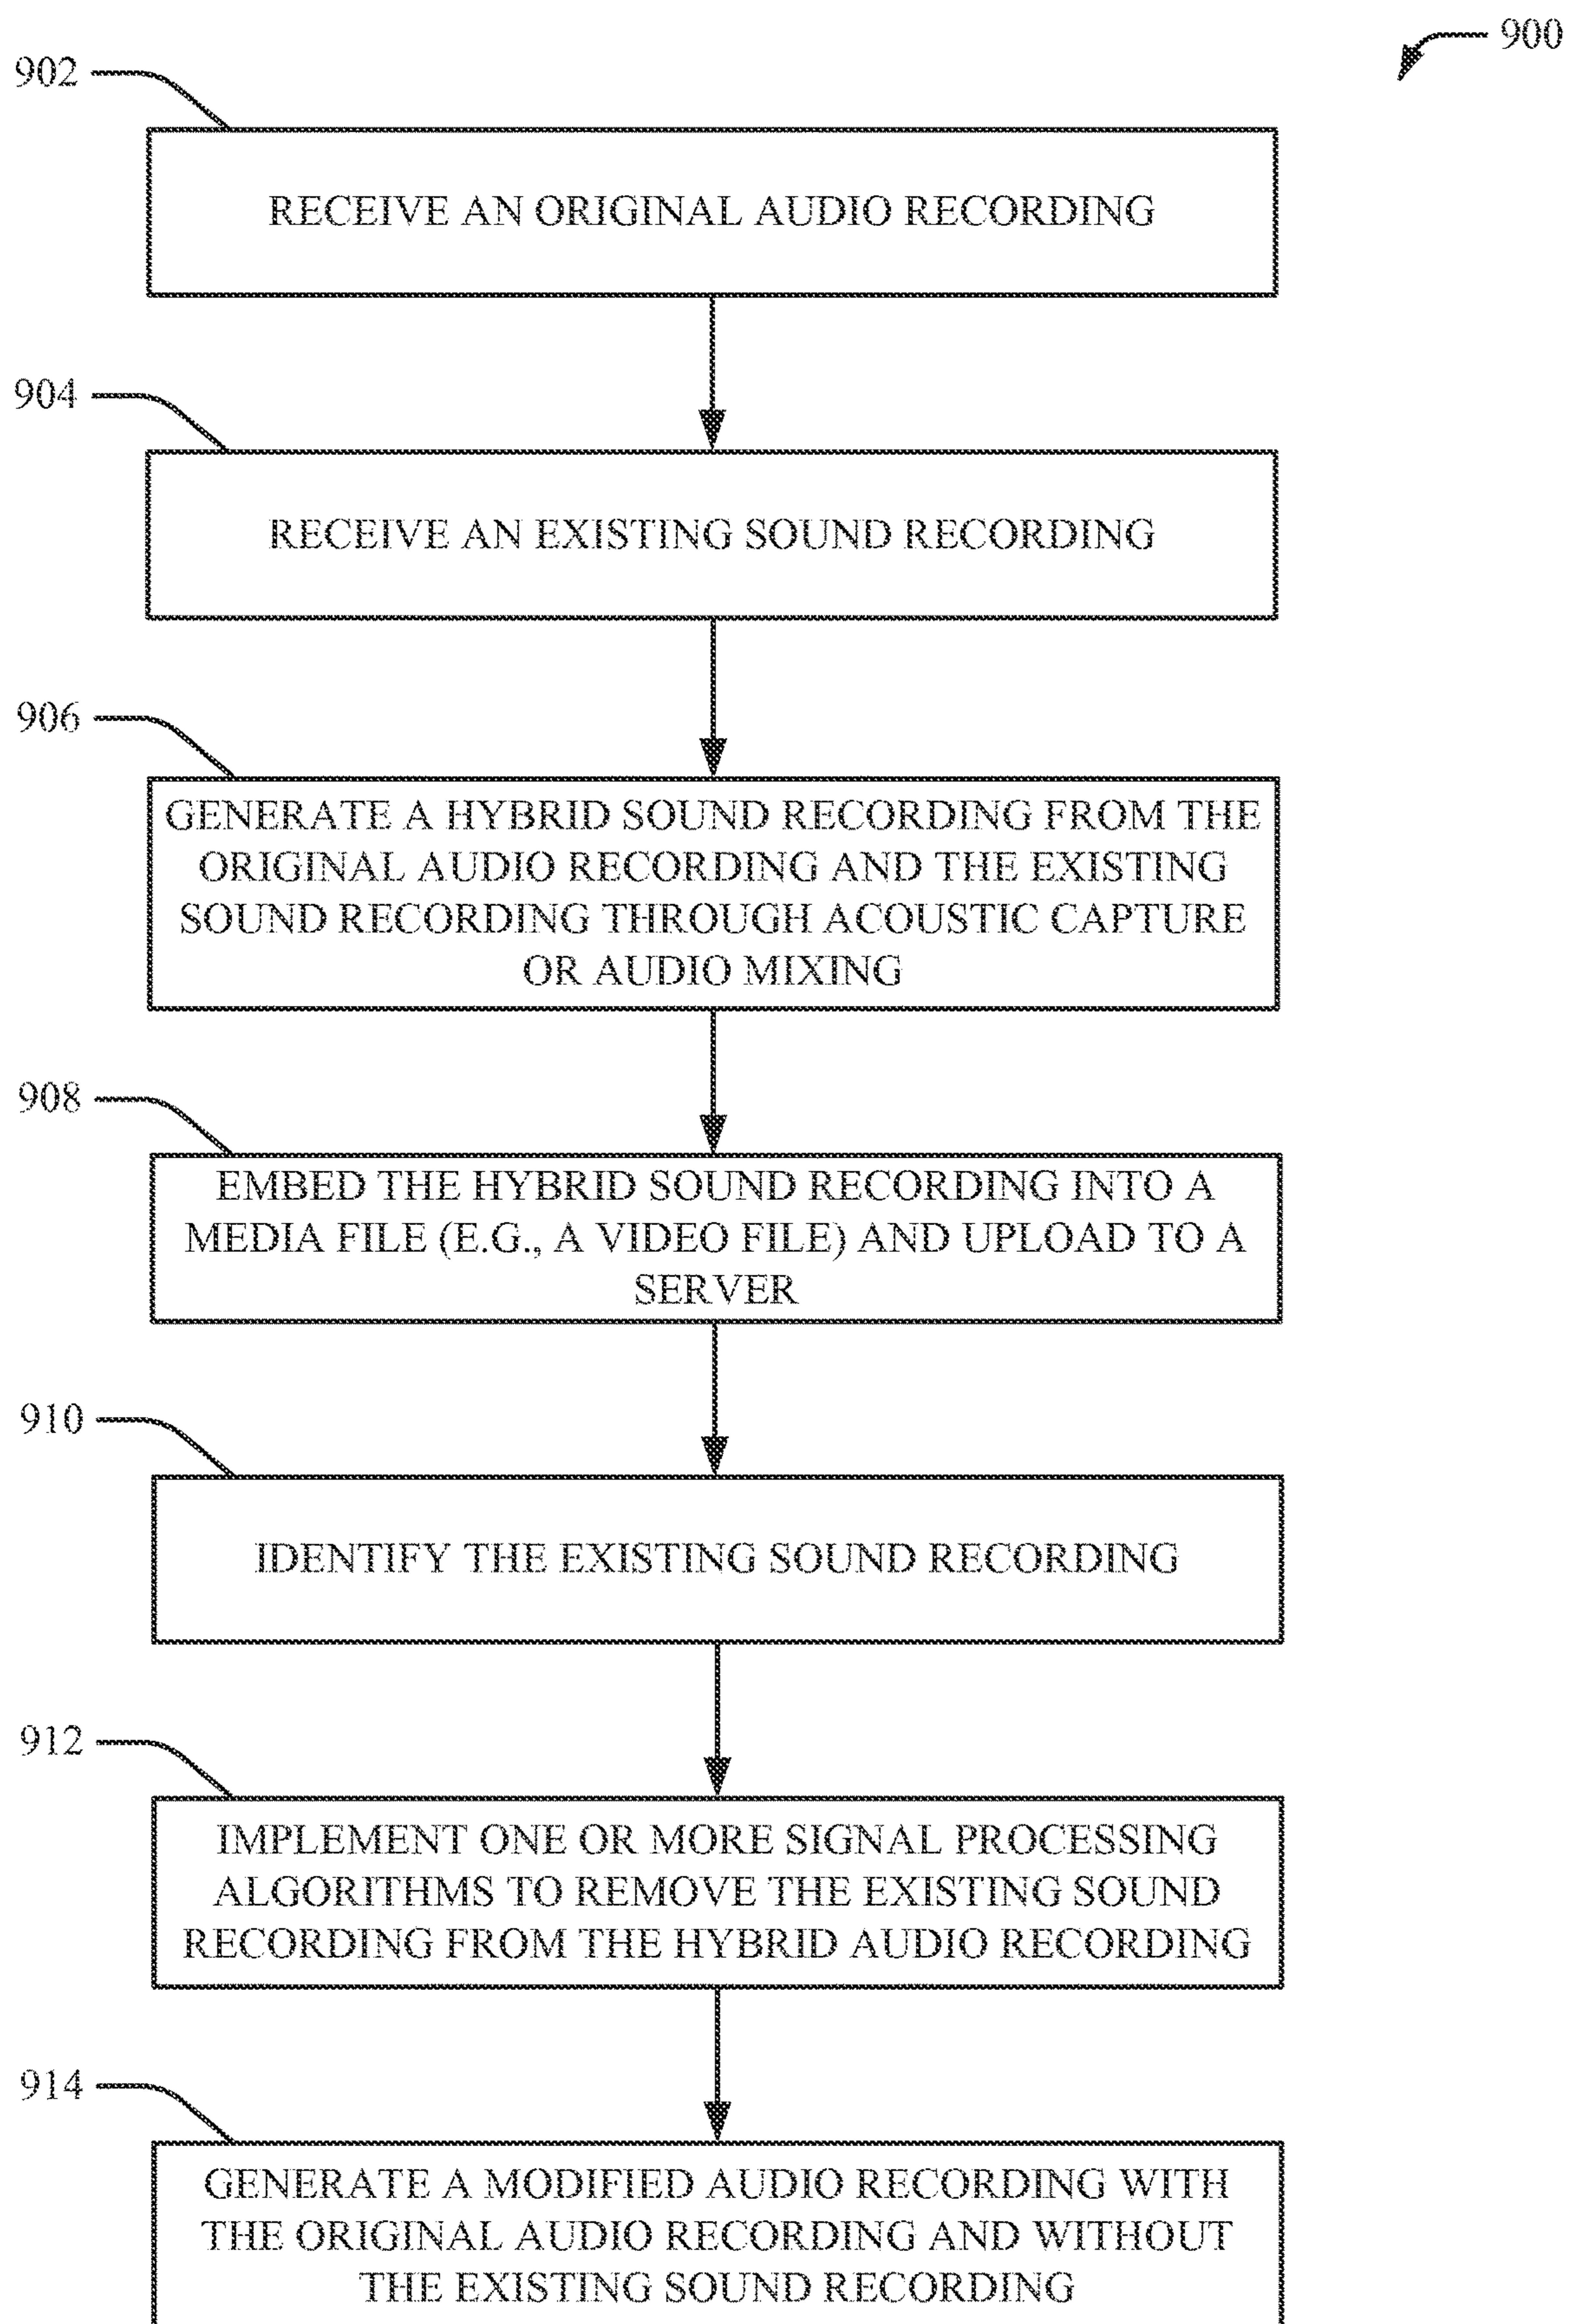 900
902
RECEIVE AN ORIGINAL AUDIO RECORDING
904
RECEIVE AN EXISTING SOUND RECORDING
906
GENERATE A HYBRID SOUND RECORDING FROM THE
ORIGINAL AUDIO RECORDING AND THE EXISTING
SOUND RECORDING THROUGH ACOUSTIC CAPTURE
OR AUDIO MIXING
908
EMBED THE HYBRID SOUND RECORDING INTO A
MEDIA FILE (E.G., A VIDEO FILE) AND UPLOAD TO A
SERVER
910
IDENTIFY THE EXISTING SOUND RECORDING
912
IMPLEMENT ONE OR MORE SIGNAL PROCESSING
ALGORITHMS TO REMOVE THE EXISTING SOUND
RECORDING FROM THE HYBRID AUDIO RECORDING
914
GENERATE A MODIFIED AUDIO RECORDING WITH
THE ORIGINAL AUDIO RECORDING AND WITHOUT
THE EXISTING SOUND RECORDING